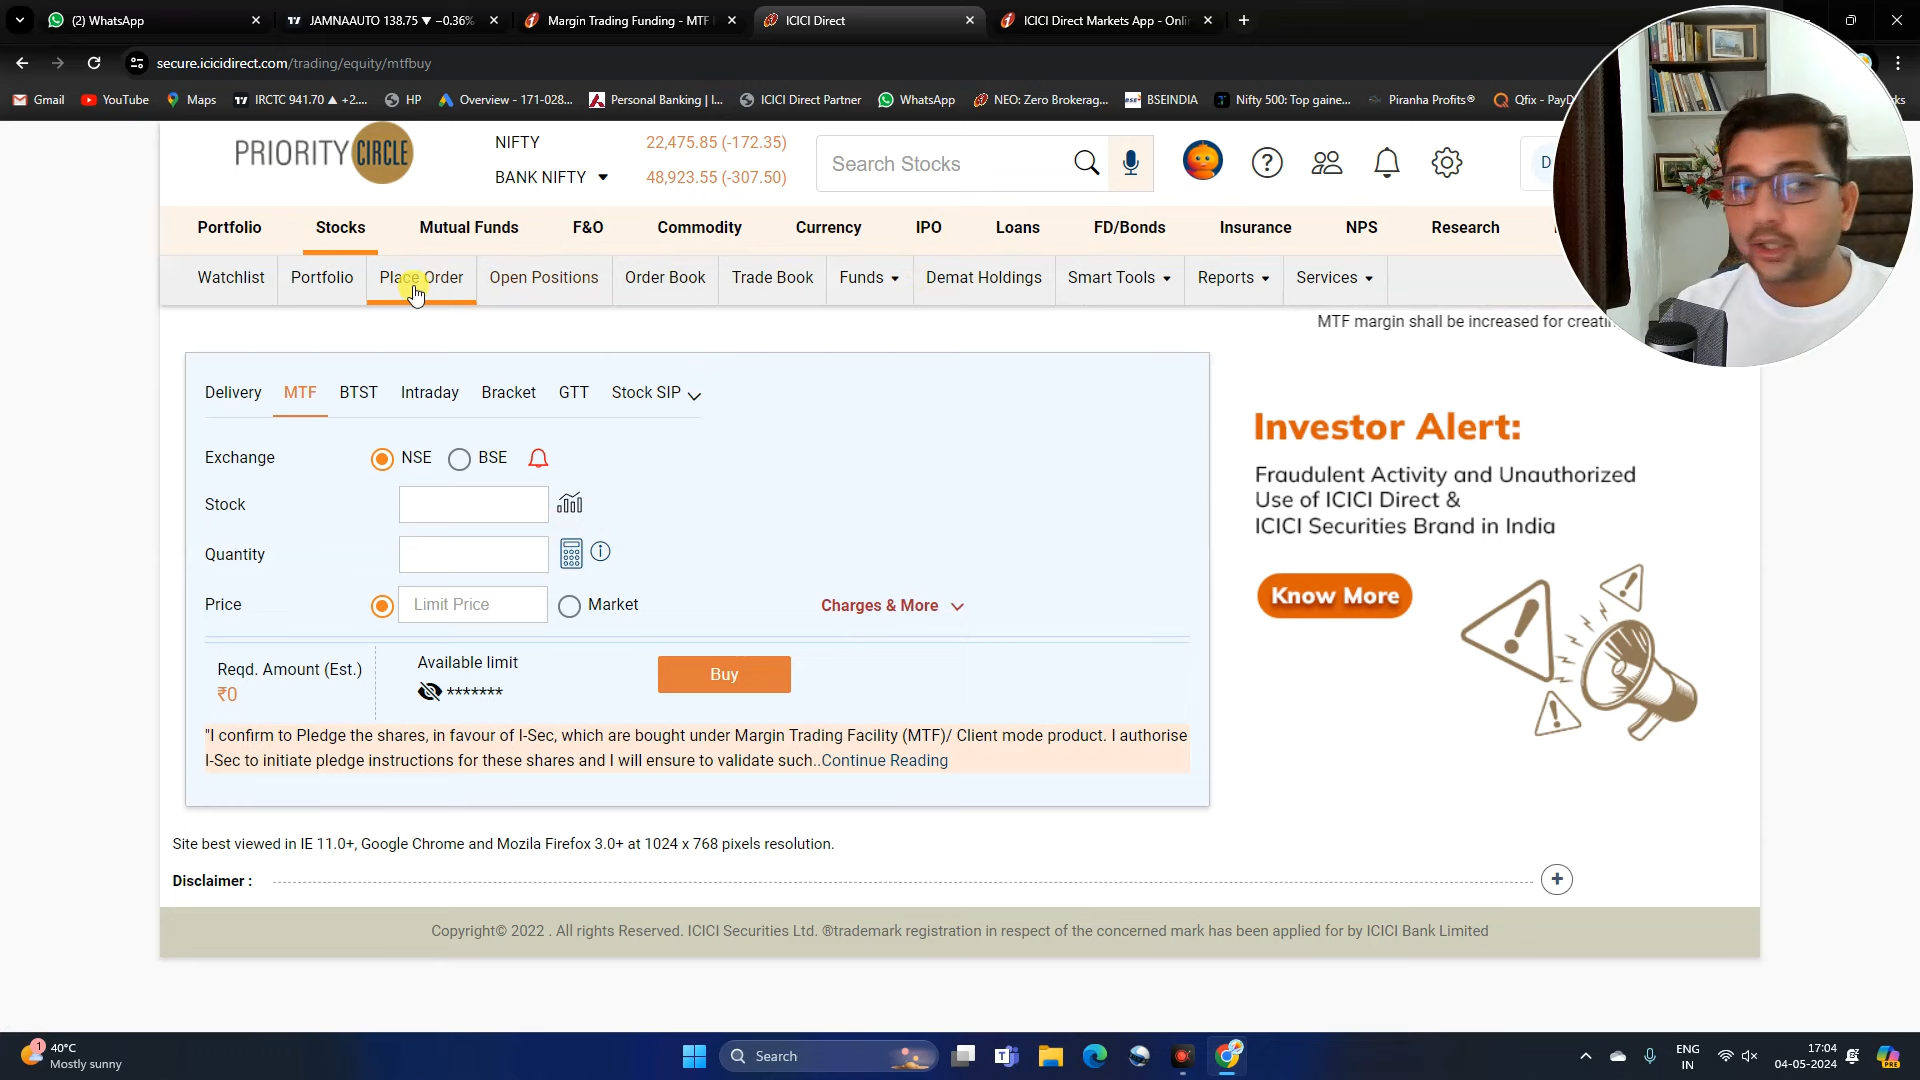 (2) WhatsApp
JAMNAAUTO 138.75 ▼ −0.36%
Margin Trading Funding - MTF
ICICI Direct
ICICI Direct Markets App - Onli
secure.icicidirect.com/trading/equity/mtfbuy
Gmail
YouTube
Maps
IRCTC 941.70 ▲ +2....
HP
Overview - 171-028...
Personal Banking | I...
ICICI Direct Partner
WhatsApp
NEO: Zero Brokerag...
BSEINDIA
Nifty 500: Top gaine...
Piranha Profits®
Qfix - PayD
PRIORITY CIRCLE
NIFTY 22,475.85 (-172.35)
BANK NIFTY 48,923.55 (-307.50)
Search Stocks
D
Portfolio Stocks Mutual Funds F&O Commodity Currency IPO Loans FD/Bonds Insurance NPS Research
Watchlist Portfolio Place Order Open Positions Order Book Trade Book Funds Demat Holdings Smart Tools Reports Services
MTF margin shall be increased for
Delivery MTF BTST Intraday Bracket GTT Stock SIP
Exchange NSE BSE
Stock
Quantity
Price Limit Price Market Charges & More
Reqd. Amount (Est.)
₹0
Available limit
*******
Buy
"I confirm to Pledge the shares, in favour of I-Sec, which are bought under Margin Trading Facility (MTF)/ Client mode product. I authorise
I-Sec to initiate pledge instructions for these shares and I will ensure to validate such..Continue Reading
Investor Alert:
Fraudulent Activity and Unauthorized
Use of ICICI Direct &
ICICI Securities Brand in India
Know More
Site best viewed in IE 11.0+, Google Chrome and Mozila Firefox 3.0+ at 1024 x 768 pixels resolution.
Disclaimer :
Copyright© 2022 . All rights Reserved. ICICI Securities Ltd. ®trademark registration in respect of the concerned mark has been applied for by ICICI Bank Limited
1
40°C
Mostly sunny
Search
ENG
IN
17:04
04-05-2024
PRE